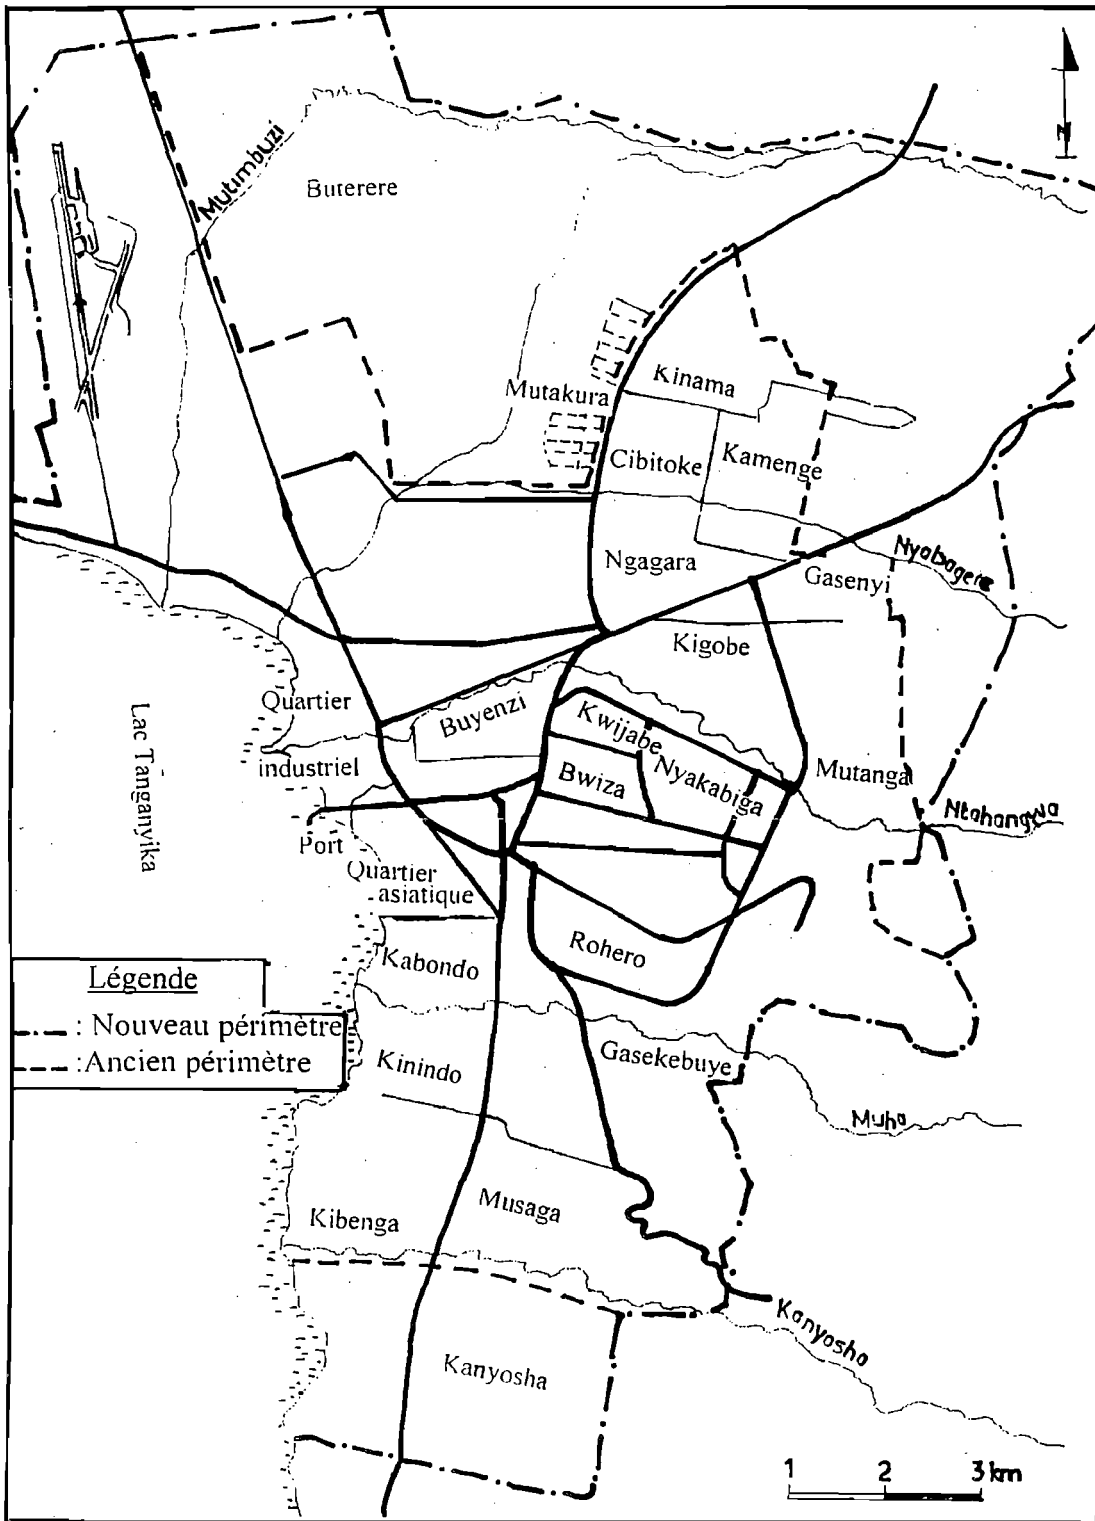 N
Mutimbuzi
Buterere
Kinama
Mutakura
Cibitoke
Kamenge
Nyabagere
Ngagara
Gasenyi
Kigobe
Quartier
industriel
Buyenzi
Kwijabe
Nyakabiga
Bwiza
Mutanga
Ntahangwa
Lac Tanganyika
Port
Quartier
asiatique
Rohero
Kabondo
Légende
: Nouveau périmètre
: Ancien périmètre
Kinindo
Gasekebuye
Muha
Musaga
Kibenga
Kanyosha
Kanyosha
1 2 3 km